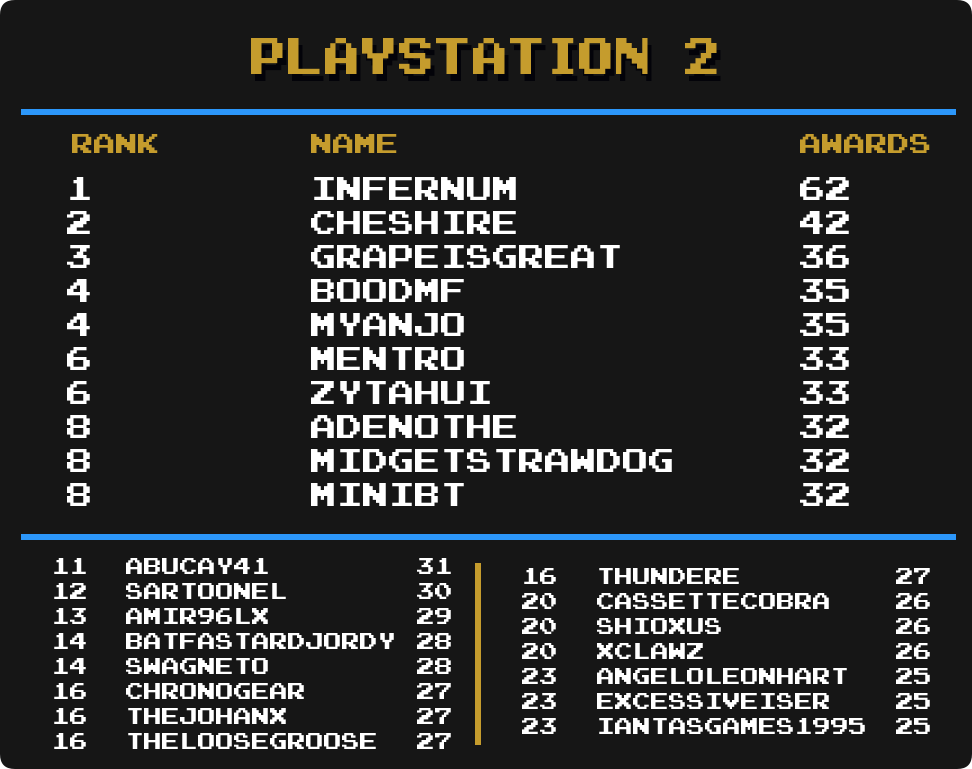 PLAYSTATION 2
RANK NAME AWARDS
1 INFERNUM 62
2 CHESHIRE 42
3 GRAPEISGREAT 36
4 BOODMF 35
4 MYANJO 35
6 MENTRO 33
6 ZYTAHUI 33
8 ADENOTHE 32
8 MIDGETSTRAWDOG 32
8 MINIBT 32
11 ABUCAY41 31
12 SARTOONEL 30
13 AMIR96LX 29
14 BATFASTARDJORDY 28
14 SWAGNETO 28
16 CHRONOGEAR 27
16 THEJOHANX 27
16 THELOOSEGROOSE 27
16 THUNDERE 27
20 CASSETTECOBRA 26
20 SHIOXUS 26
20 XCLAWZ 26
23 ANGELOLEONHART 25
23 EXCESSIVEISER 25
23 IANTASGAMES1995 25